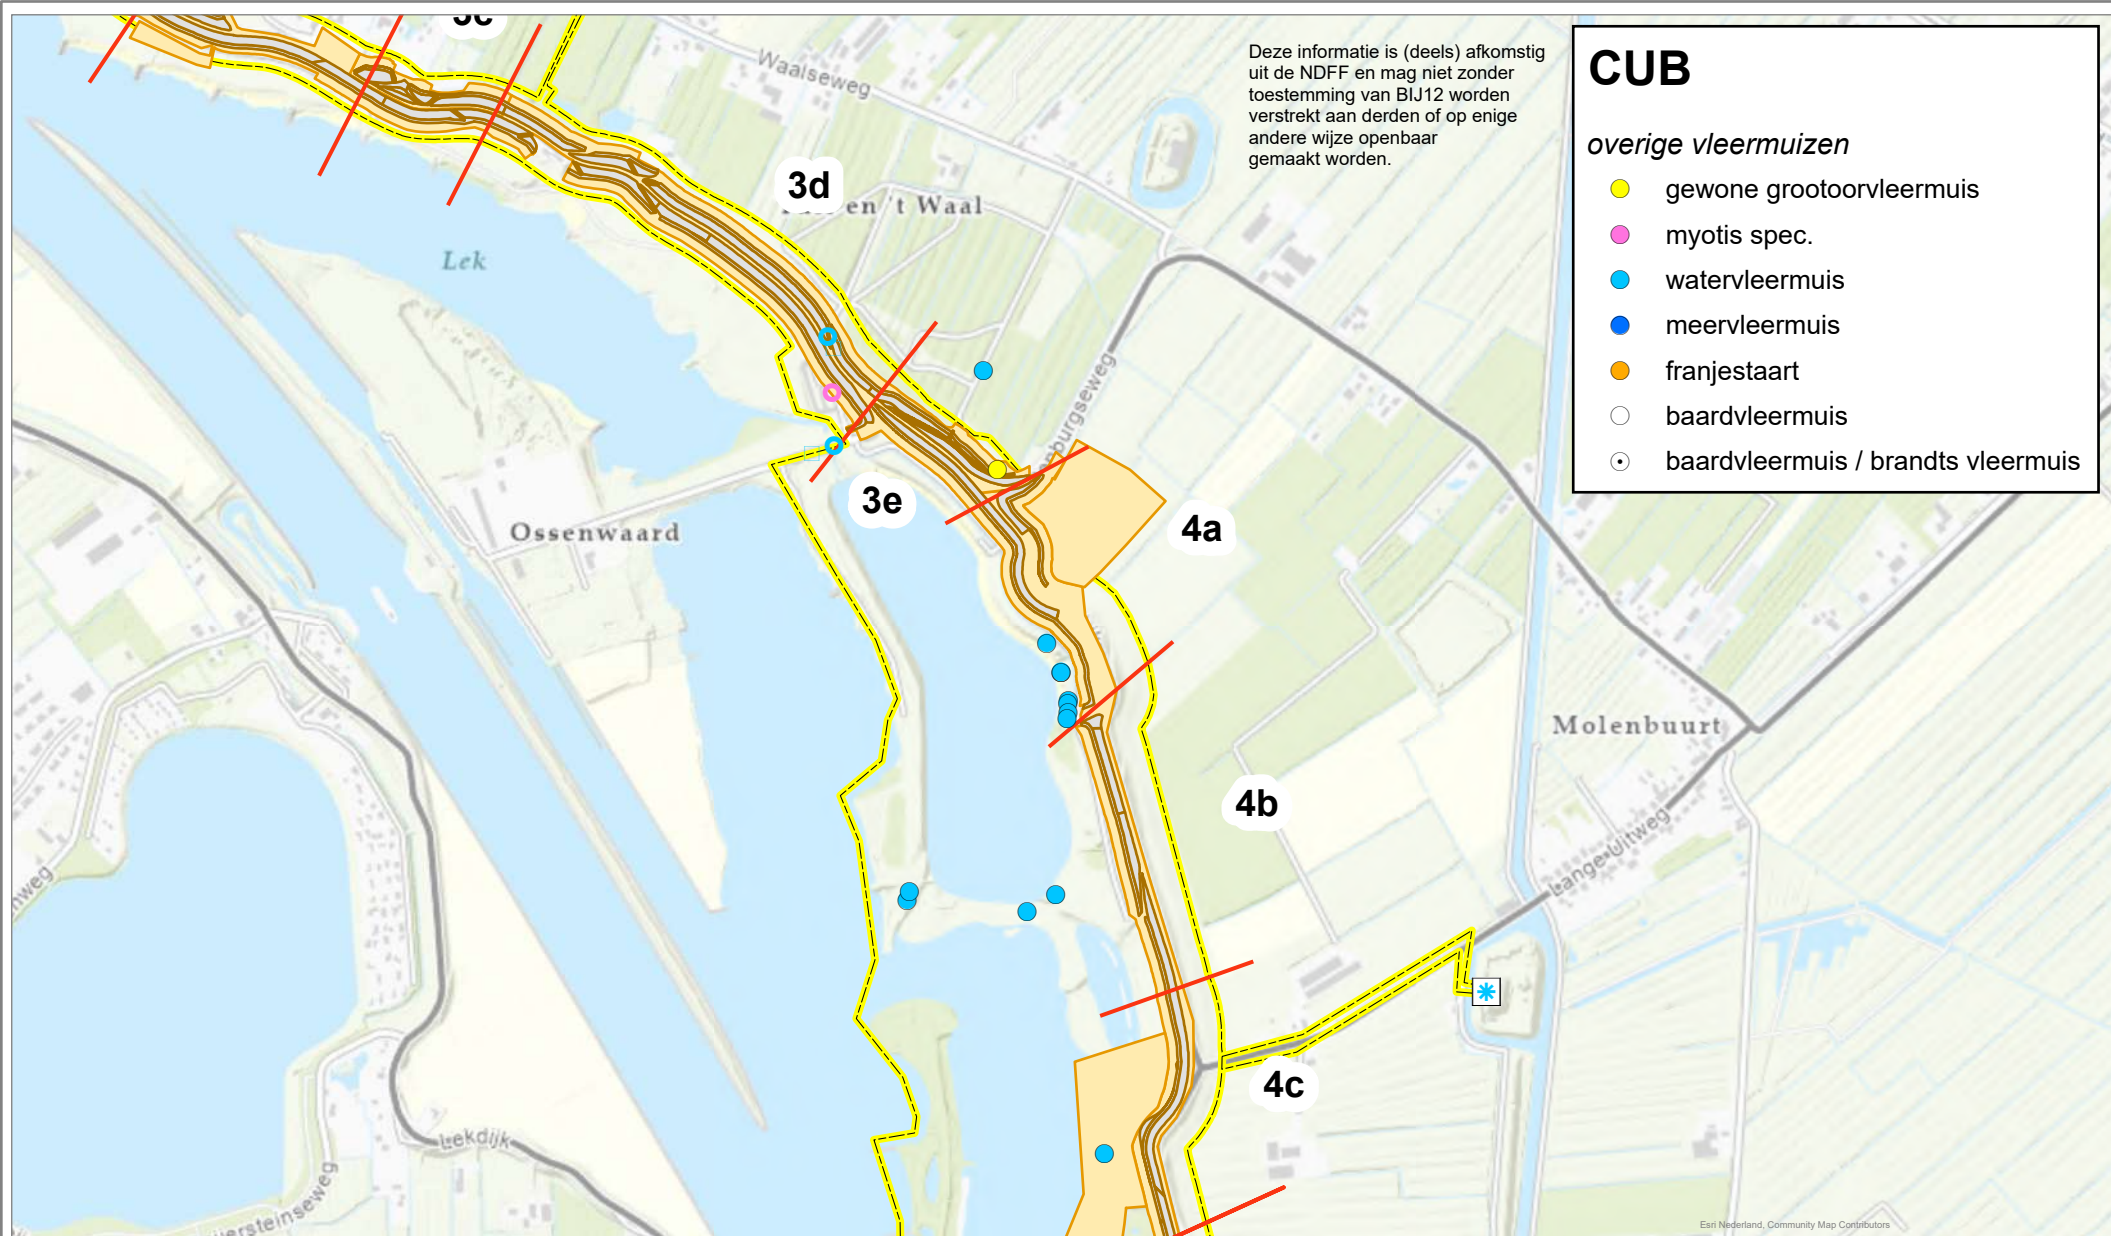 3c
Waalseweg
Deze informatie is (deels) afkomstig
uit de NDFF en mag niet zonder
toestemming van BIJ12 worden
verstrekt aan derden of op enige
andere wijze openbaar
gemaakt worden.
CUB
overige vleermuizen
gewone grootoorvleermuis
myotis spec.
watervleermuis
meervleermuis
franjestaart
baardvleermuis
baardvleermuis / brandts vleermuis
3d
en 't Waal
Lek
3e
Ossenwaard
4a
Molenbuurt
4b
Lange Uitweg
4c
Lekdijk
Esri Nederland, Community Map Contributors